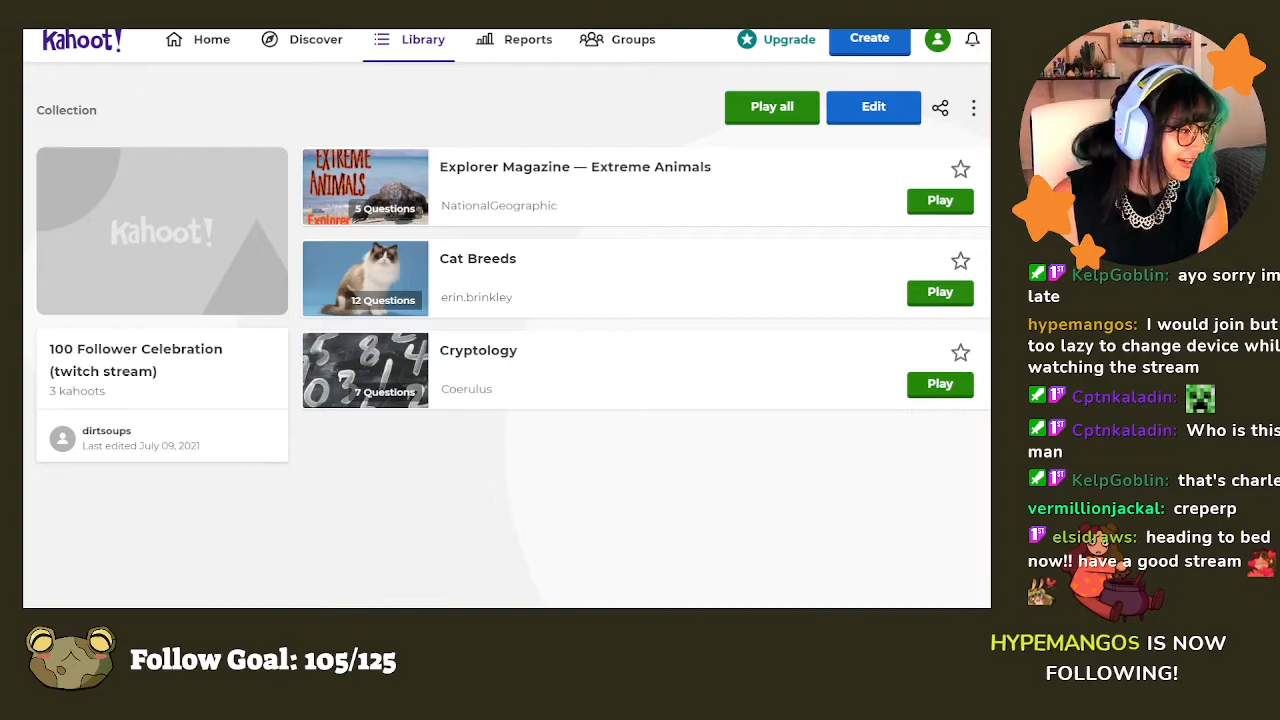 Kahoot!
Home
Discover
Library
Reports
Groups
Upgrade
Create
Collection
Play all
Edit
Kahoot!
100 Follower Celebration
(twitch stream)
3 kahoots
dirtsoups
Last edited July 09, 2021
EXTREME
ANIMALS
Explorer
5 Questions
Explorer Magazine — Extreme Animals
NationalGeographic
Play
12 Questions
Cat Breeds
erin.brinkley
Play
7 Questions
Cryptology
Coerulus
Play
KelpGoblin: ayo sorry im
late
hypemangos: I would join but
too lazy to change device whil
watching the stream
Cptnkaladin:
Cptnkaladin: Who is this
man
KelpGoblin: that's charle
vermillionjackal: creperp
elsidraws: heading to bed
now!! have a good stream
HYPEMANGOS IS NOW
FOLLOWING!
Follow Goal: 105/125